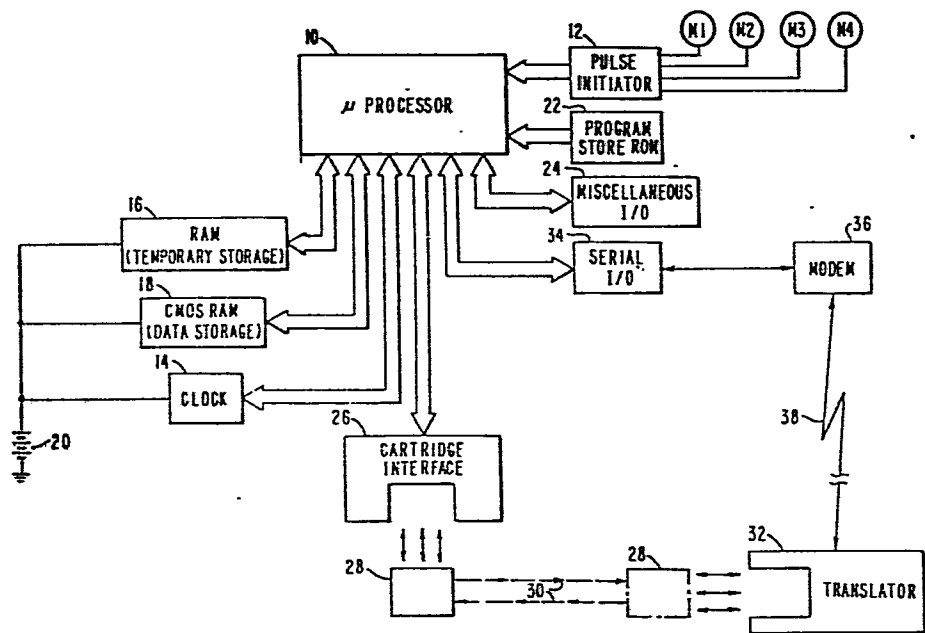 10
μ PROCESSOR
12
PULSE
INITIATOR
M1
M2
M3
M4
22
PROGRAM
STORE ROM
24
MISCELLANEOUS
I/O
16
RAM
(TEMPORARY STORAGE)
18
CMOS RAM
(DATA STORAGE)
14
CLOCK
20
34
SERIAL
I/O
36
MODEM
38
26
CARTRIDGE
INTERFACE
28
30
28
32
TRANSLATOR